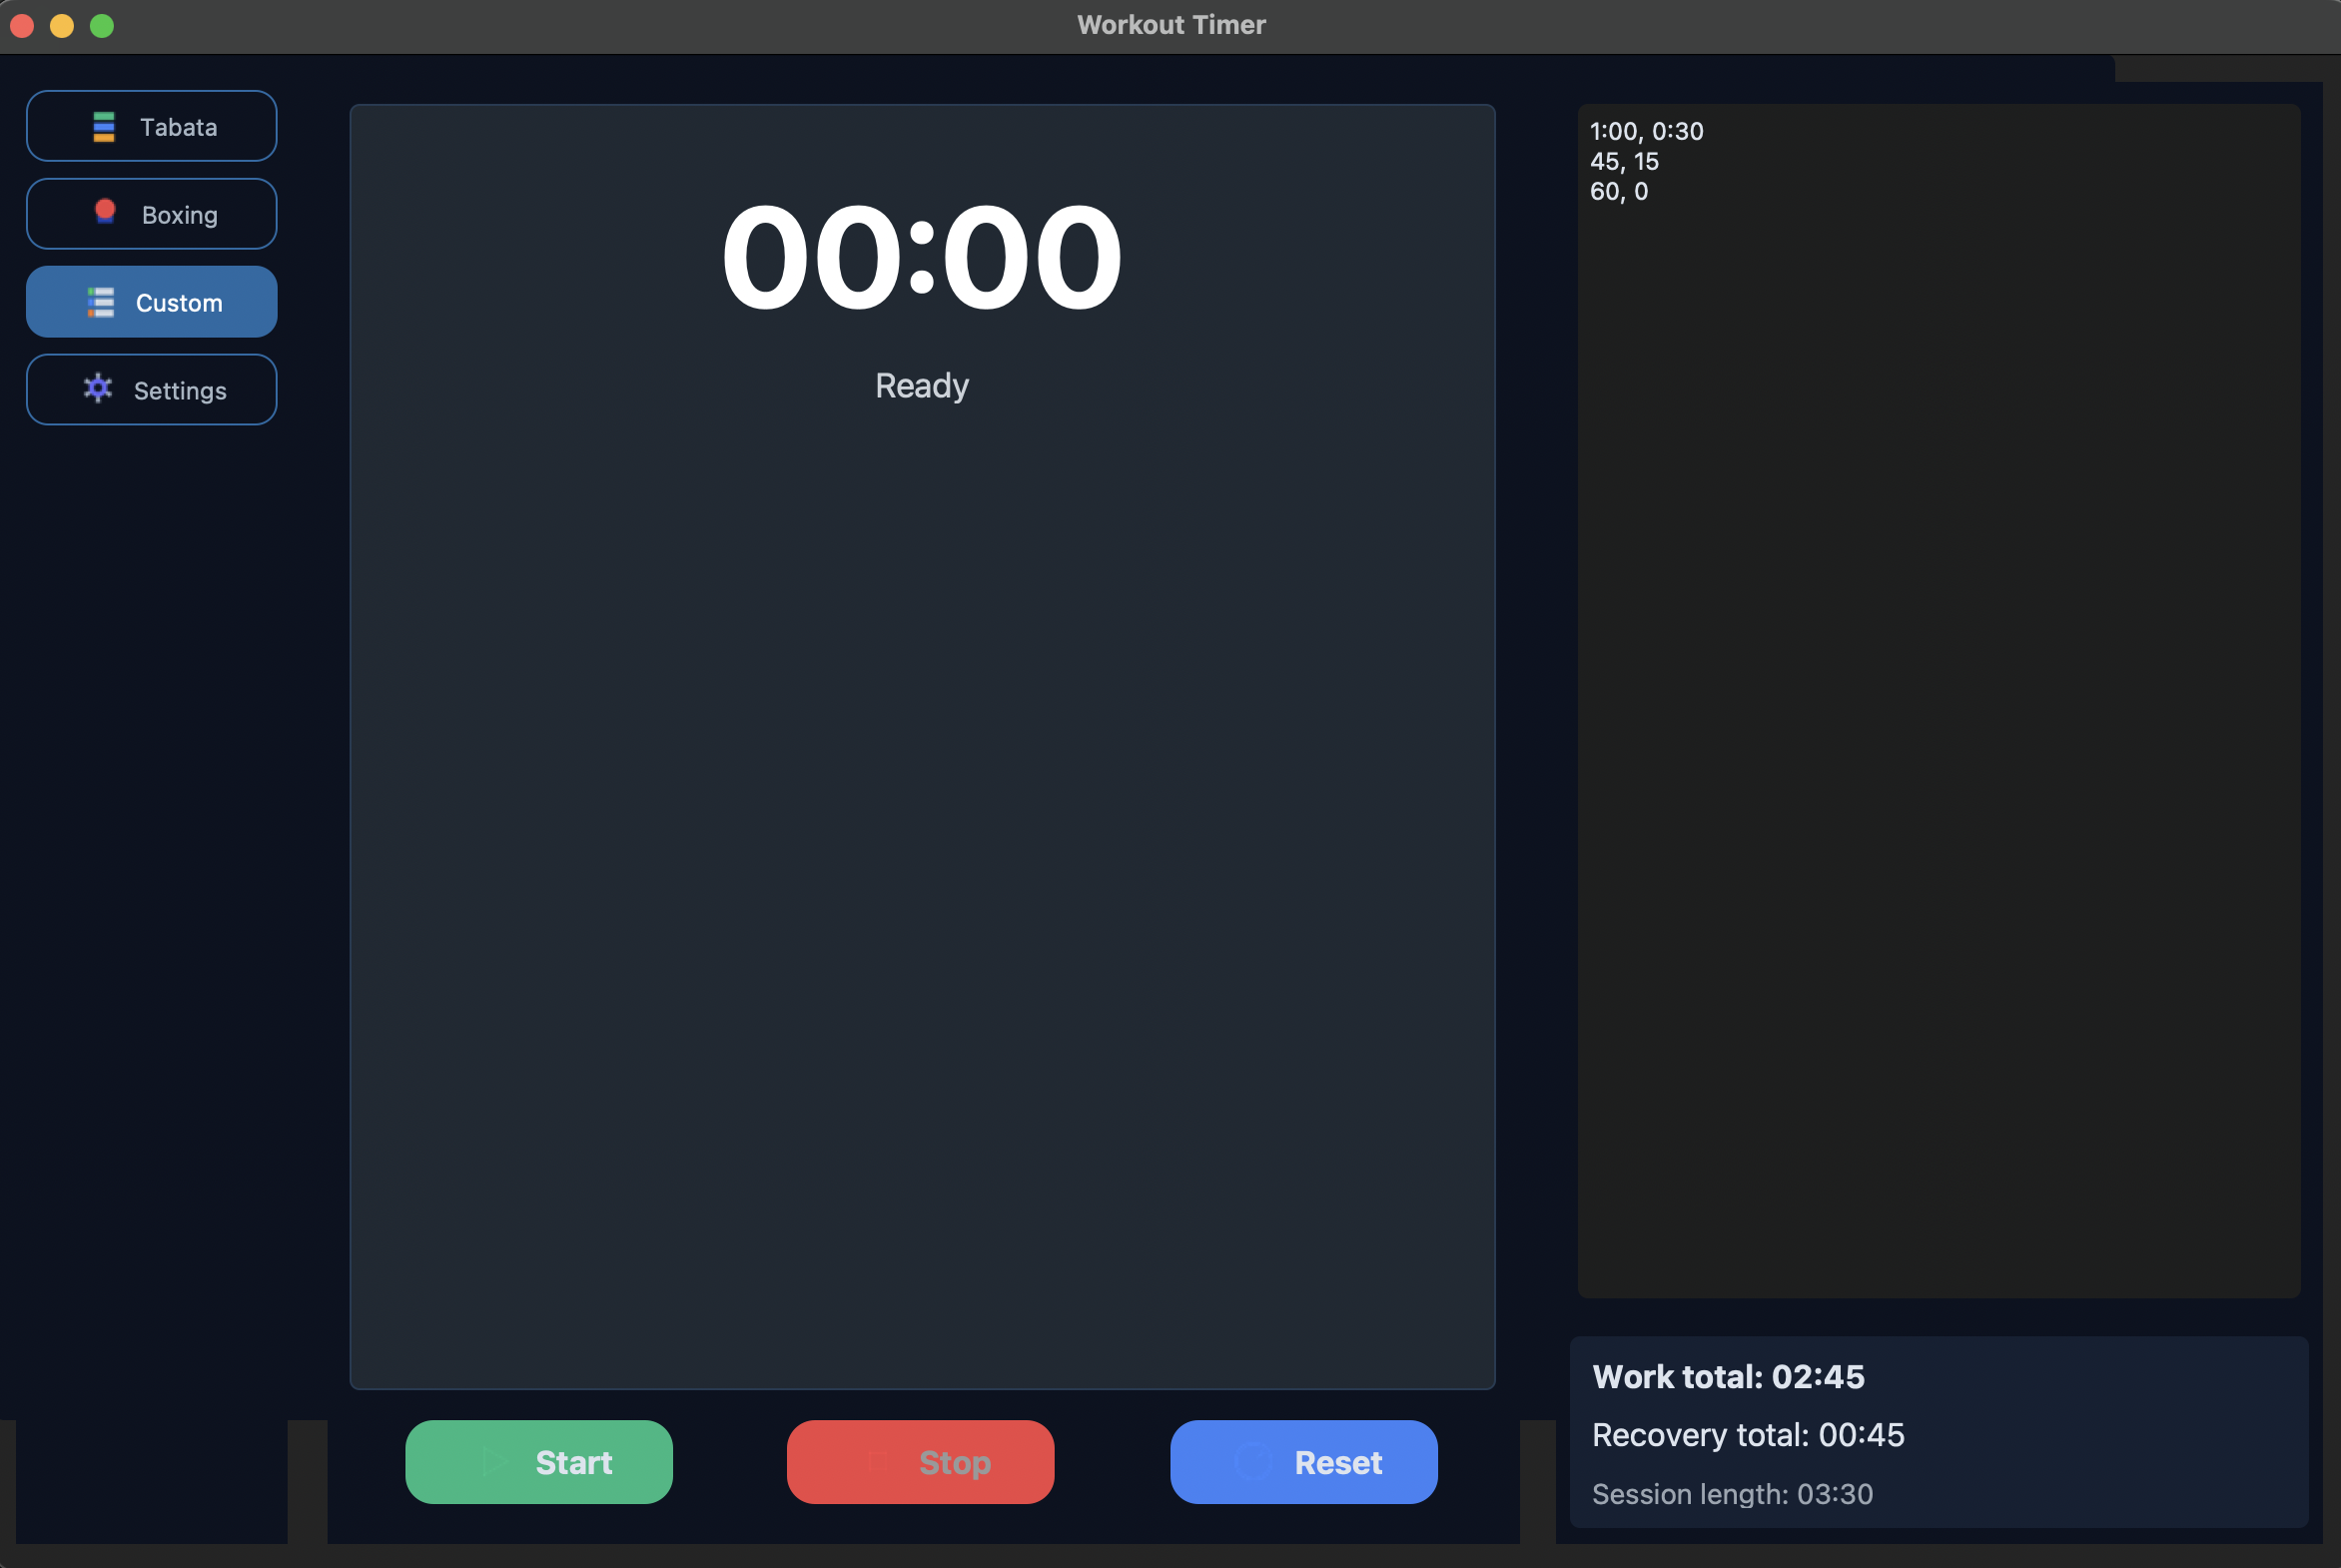 Workout Timer
Tabata
Boxing
Custom
Settings
00:00
Ready
Start
Stop
Reset
1:00, 0:30
45, 15
60, 0
Work total: 02:45
Recovery total: 00:45
Session length: 03:30